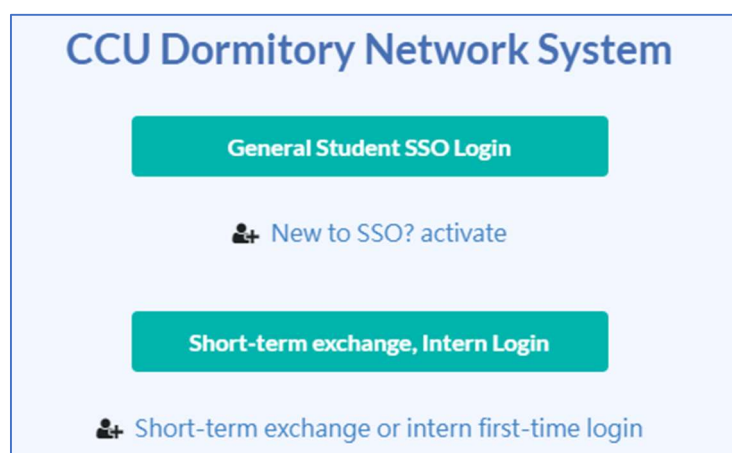 CCU Dormitory Network System
General Student SSO Login
New to SSO? activate
Short-term exchange, Intern Login
Short-term exchange or intern first-time login